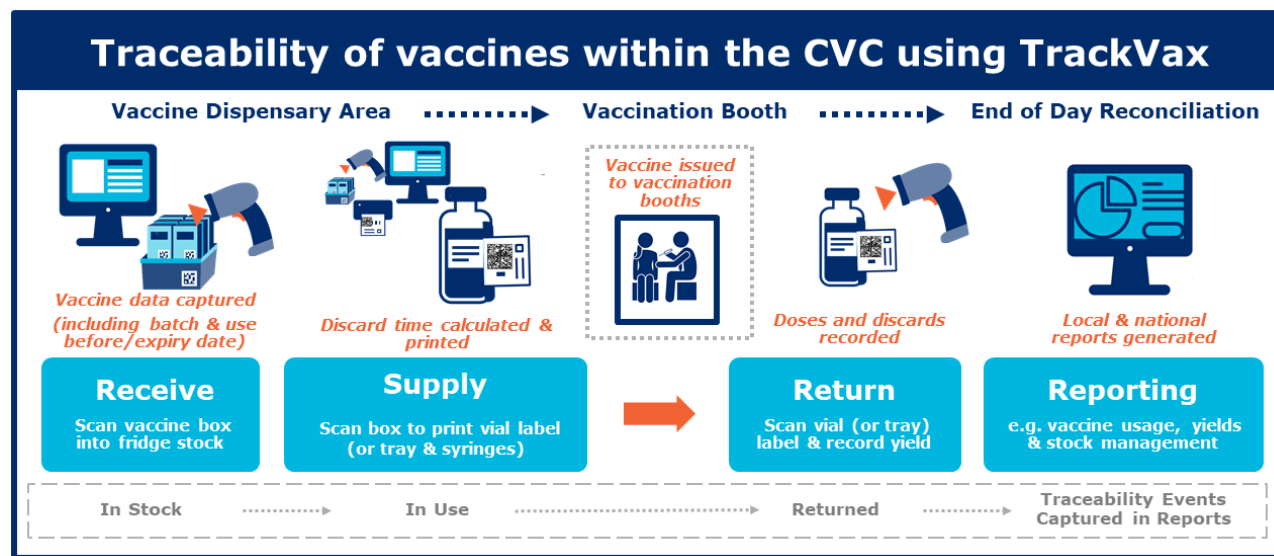 Traceability of vaccines within the CVC using TrackVax
Vaccine Dispensary Area
Vaccination Booth
End of Day Reconciliation
Vaccine data captured
(including batch & use
before/expiry date)
Discard time calculated &
printed
Vaccine issued
to vaccination
booths
Doses and discards
recorded
Local & national
reports generated
Receive
Scan vaccine box
into fridge stock
Supply
Scan box to print vial label
(or tray & syringes)
Return
Scan vial (or tray)
label & record yield
Reporting
e.g. vaccine usage, yields
& stock management
In Stock
In Use
Returned
Traceability Events
Captured in Reports